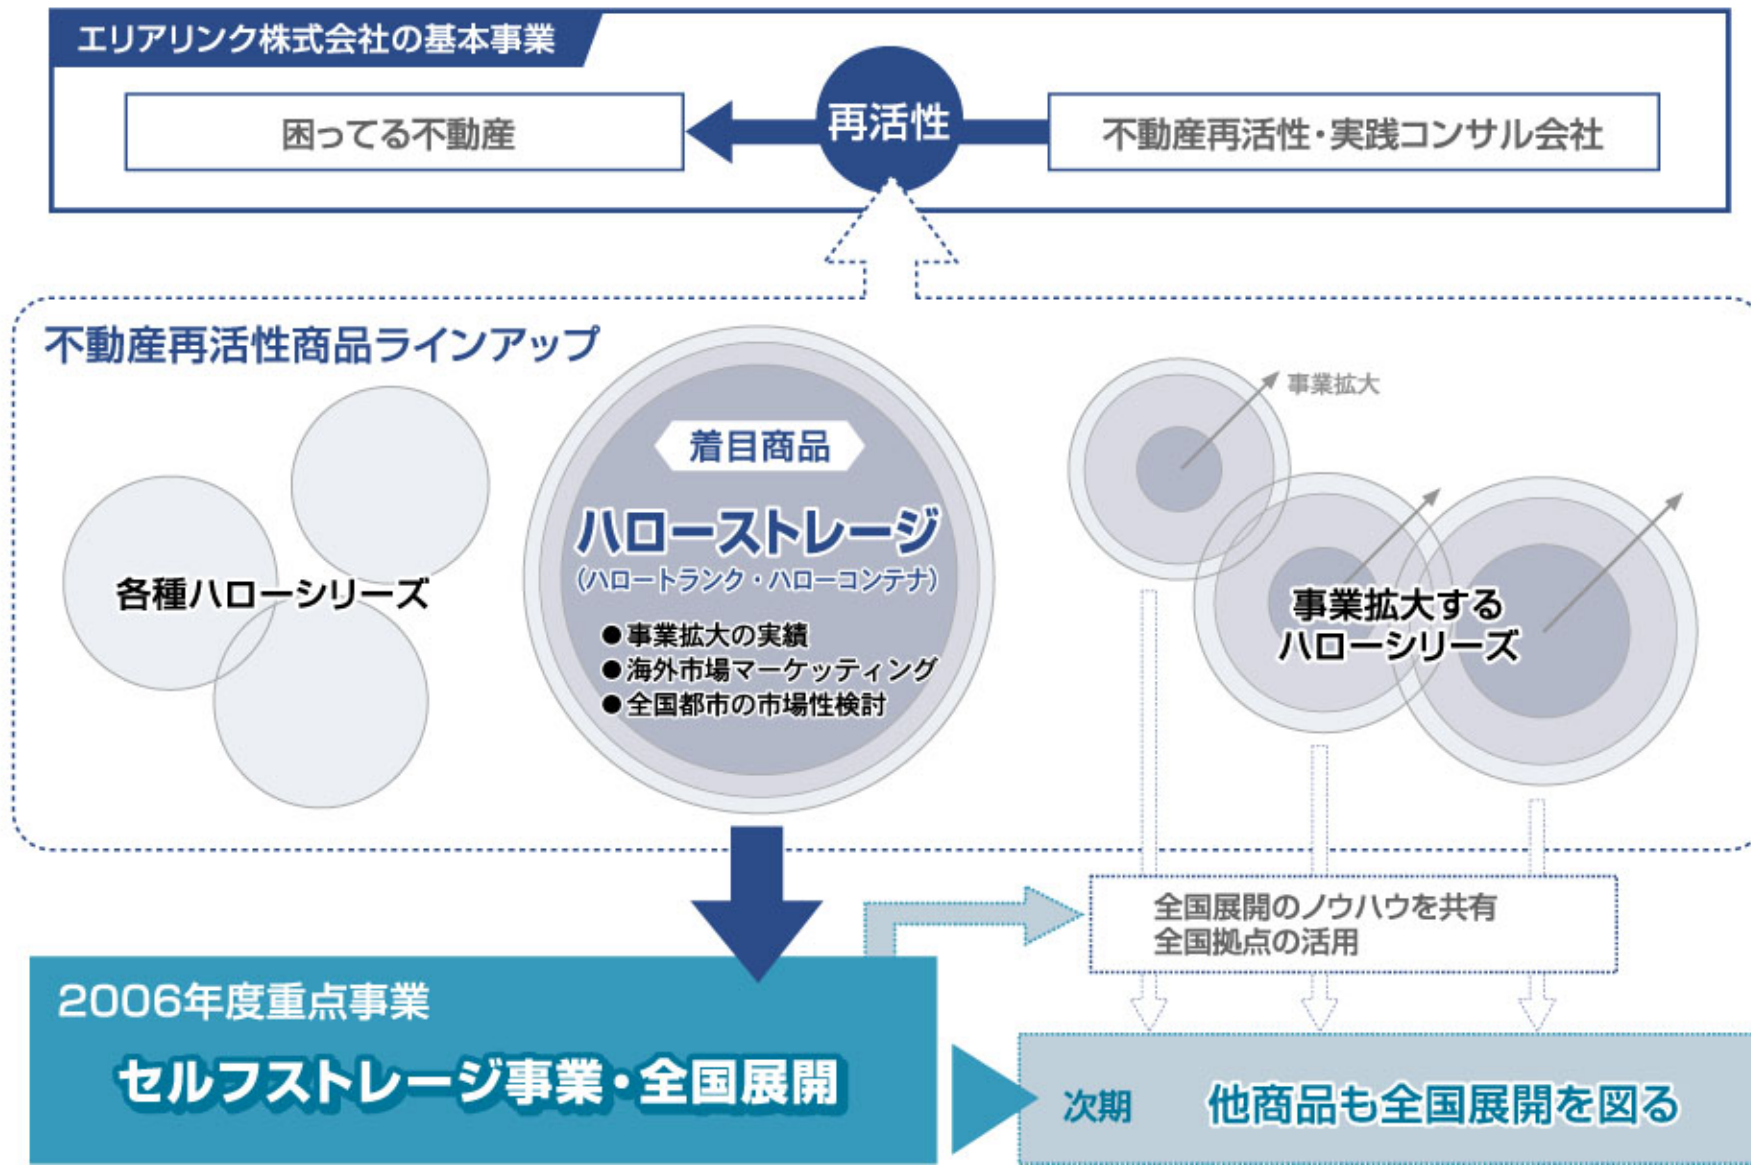 エリアリンク株式会社の基本事業
困ってる不動産
再活性
不動産再活性・実践コンサル会社
不動産再活性商品ラインアップ
各種ハローシリーズ
着目商品
ハローストレージ
（ハロートランク・ハローコンテナ）
●事業拡大の実績
●海外市場マーケッティング
●全国都市の市場性検討
事業拡大
事業拡大する
ハローシリーズ
全国展開のノウハウを共有
全国拠点の活用
2006年度重点事業
セルフストレージ事業・全国展開
次期 他商品も全国展開を図る